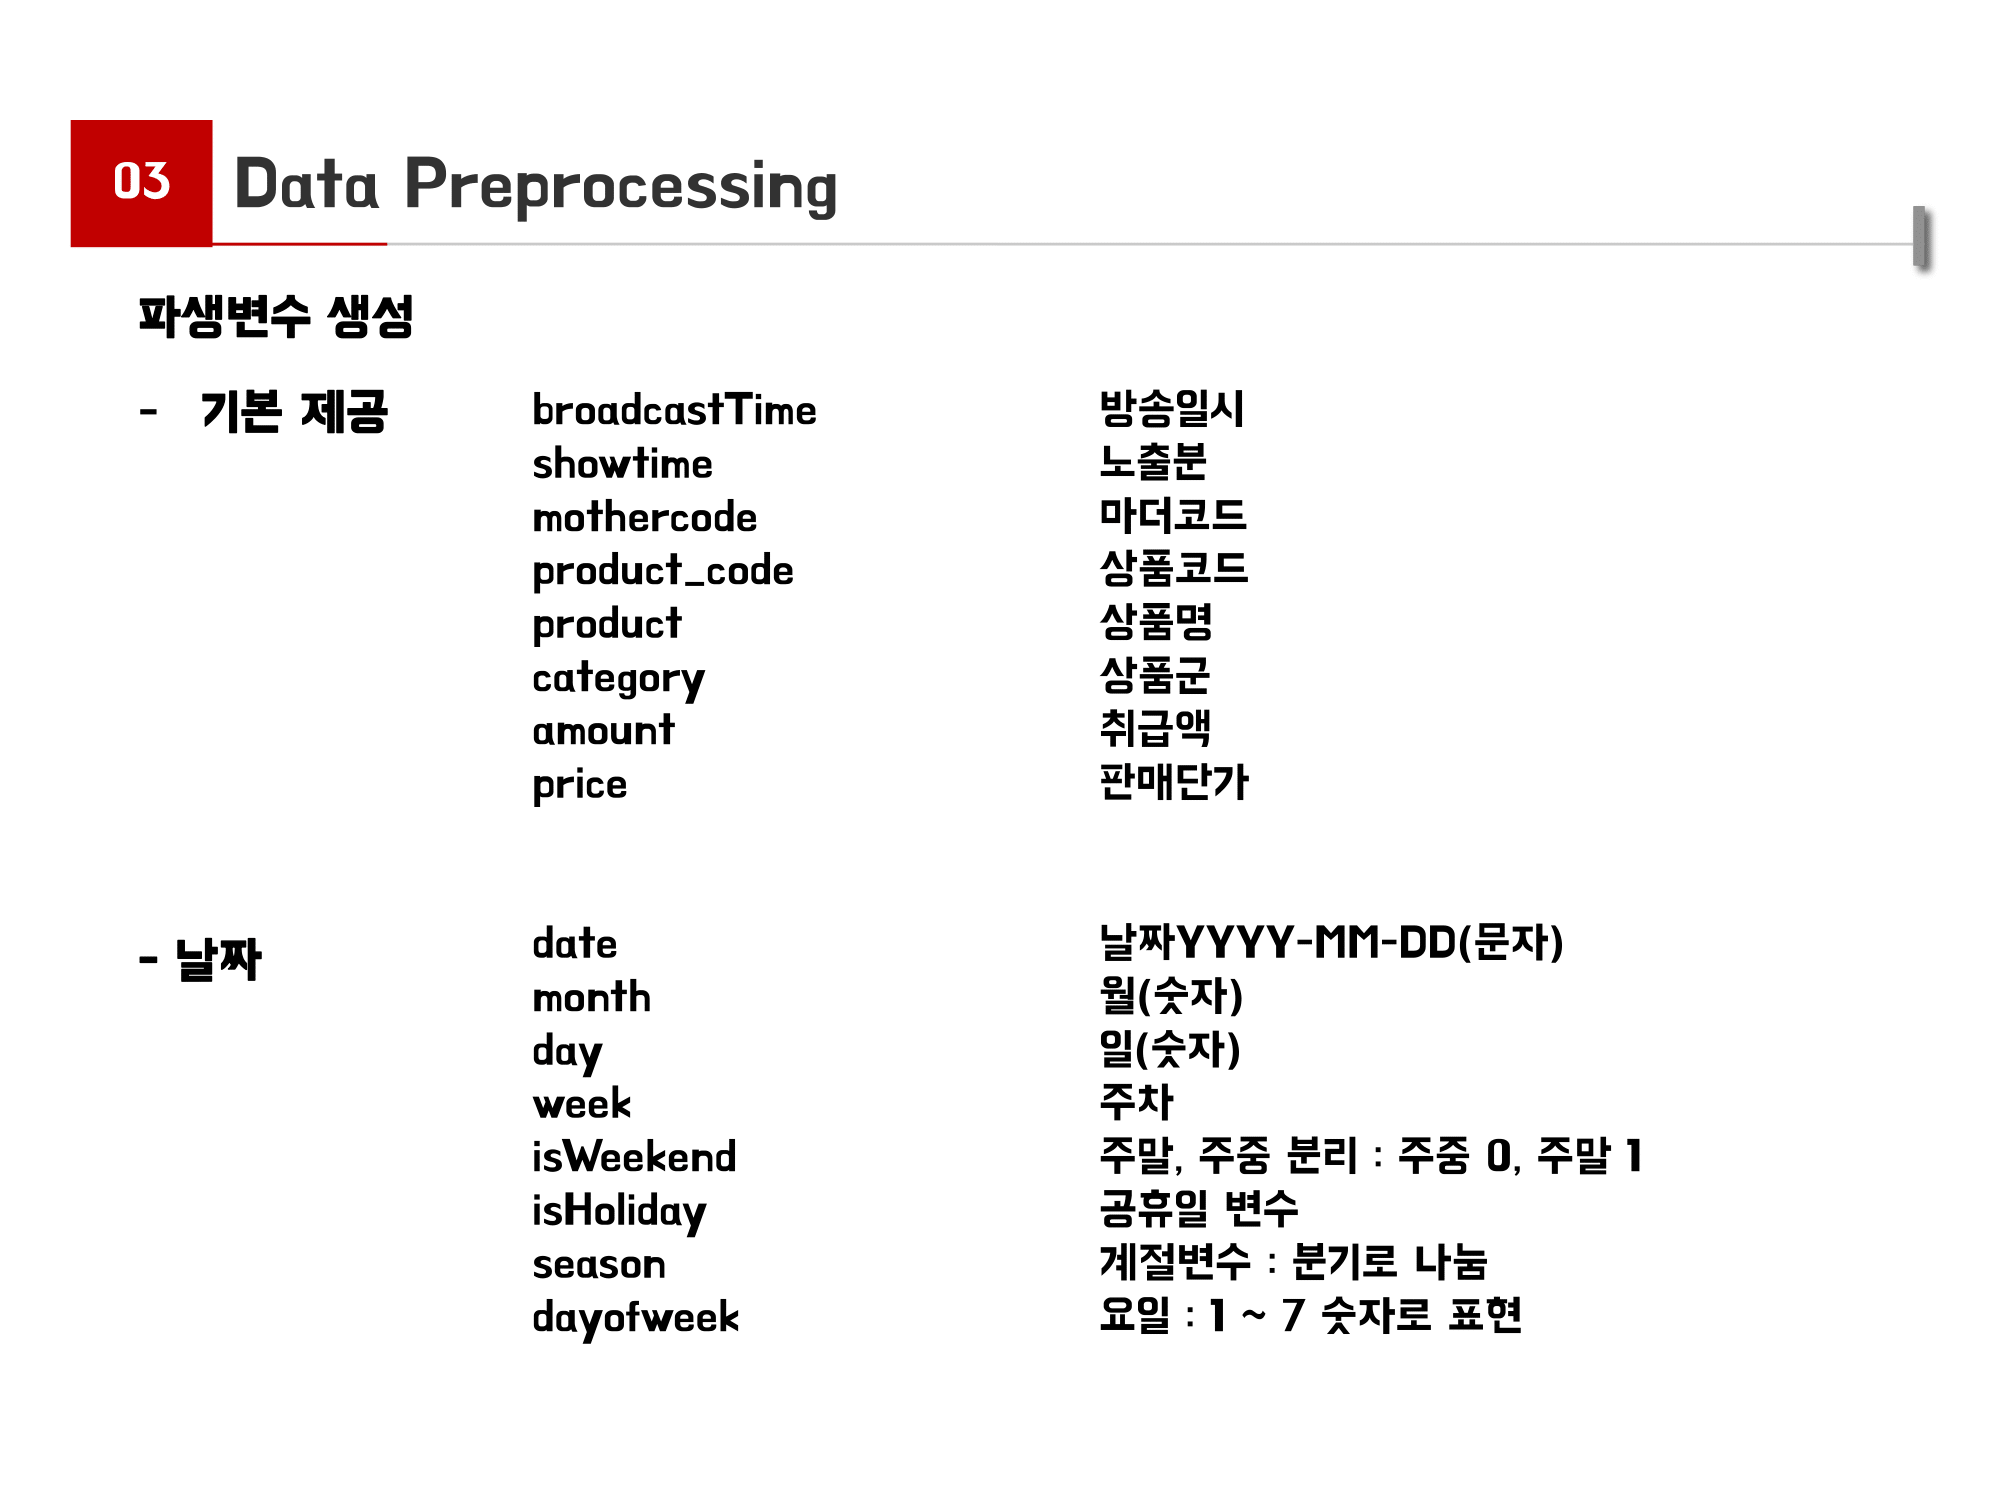 03 Data Preprocessing
파생변수 생성
- 기본 제공 broadcastTime 방송일시
showtime 노출분
mothercode 마더코드
product_code 상품코드
product 상품명
category 상품군
amount 취급액
price 판매단가
- 날짜 date 날짜YYYY-MM-DD(문자)
month 월(숫자)
day 일(숫자)
week 주차
isWeekend 주말, 주중 분리 : 주중 0, 주말 1
isHoliday 공휴일 변수
season 계절변수 : 분기로 나눔
dayofweek 요일 : 1 ~ 7 숫자로 표현